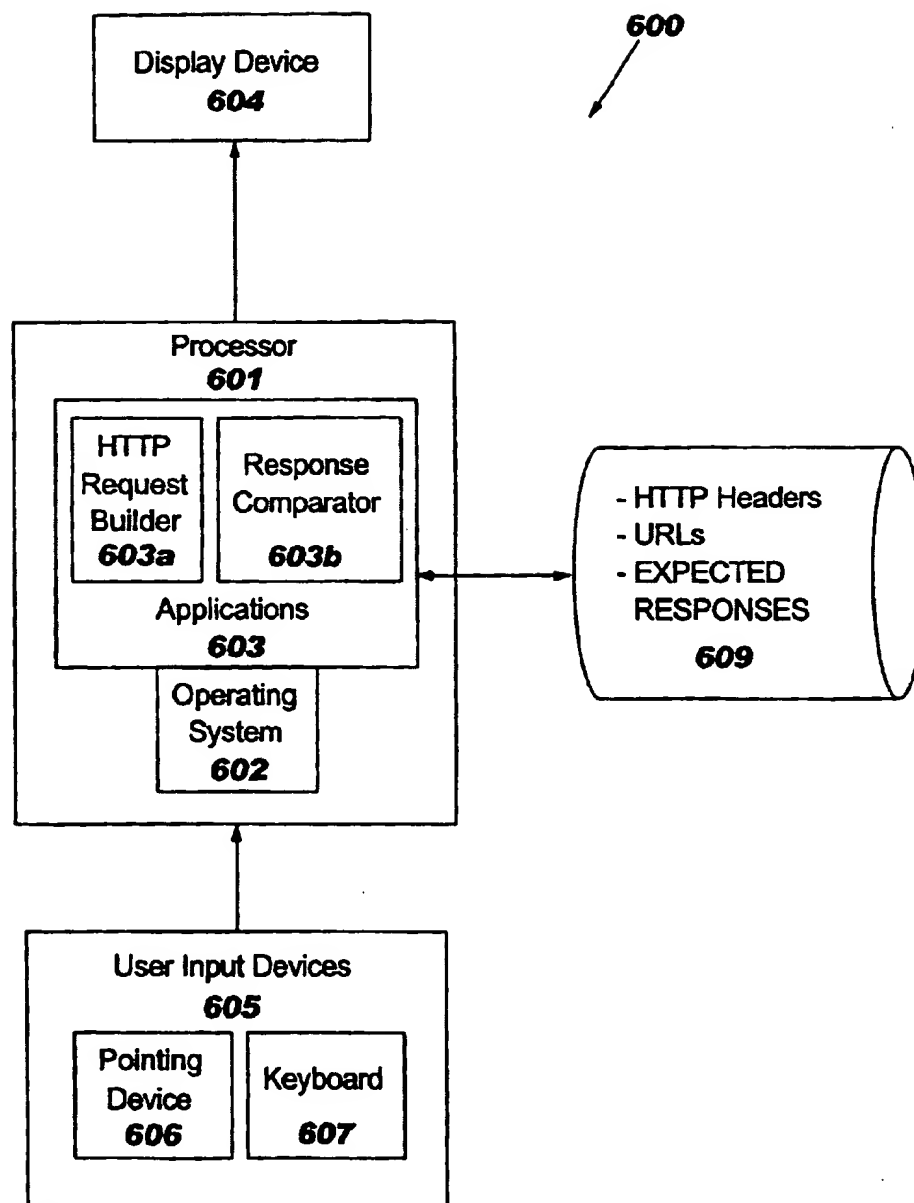 600
Display Device
604
Processor
601
HTTP
Request
Builder
603a
Response
Comparator
603b
Applications
603
Operating
System
602
- HTTP Headers
- URLs
- EXPECTED
RESPONSES
609
User Input Devices
605
Pointing
Device
606
Keyboard
607